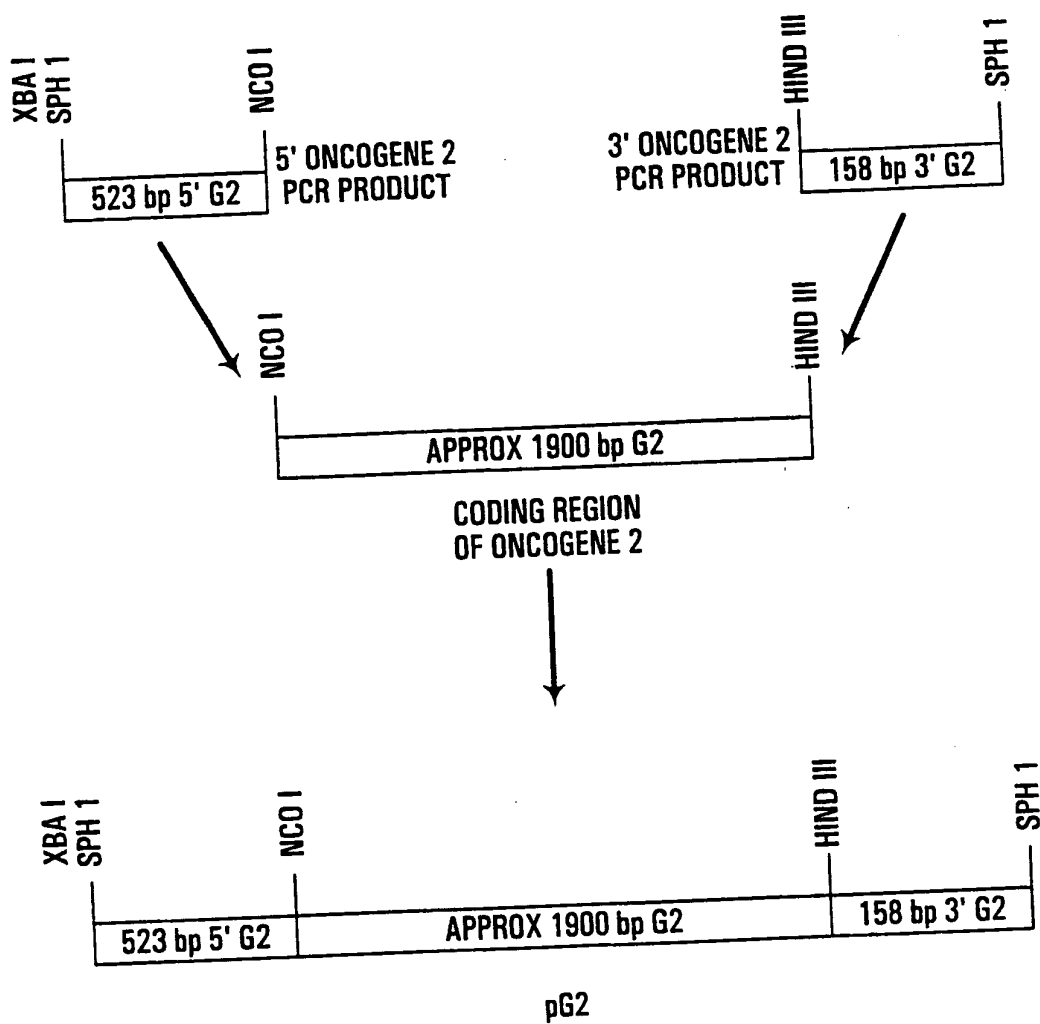 XBA I
SPH 1
NCO I
5' ONCOGENE 2
PCR PRODUCT
523 bp 5' G2
HIND III
SPH 1
3' ONCOGENE 2
PCR PRODUCT
158 bp 3' G2
NCO I
HIND III
APPROX 1900 bp G2
CODING REGION
OF ONCOGENE 2
XBA I
SPH 1
NCO I
HIND III
SPH 1
523 bp 5' G2
APPROX 1900 bp G2
158 bp 3' G2
pG2